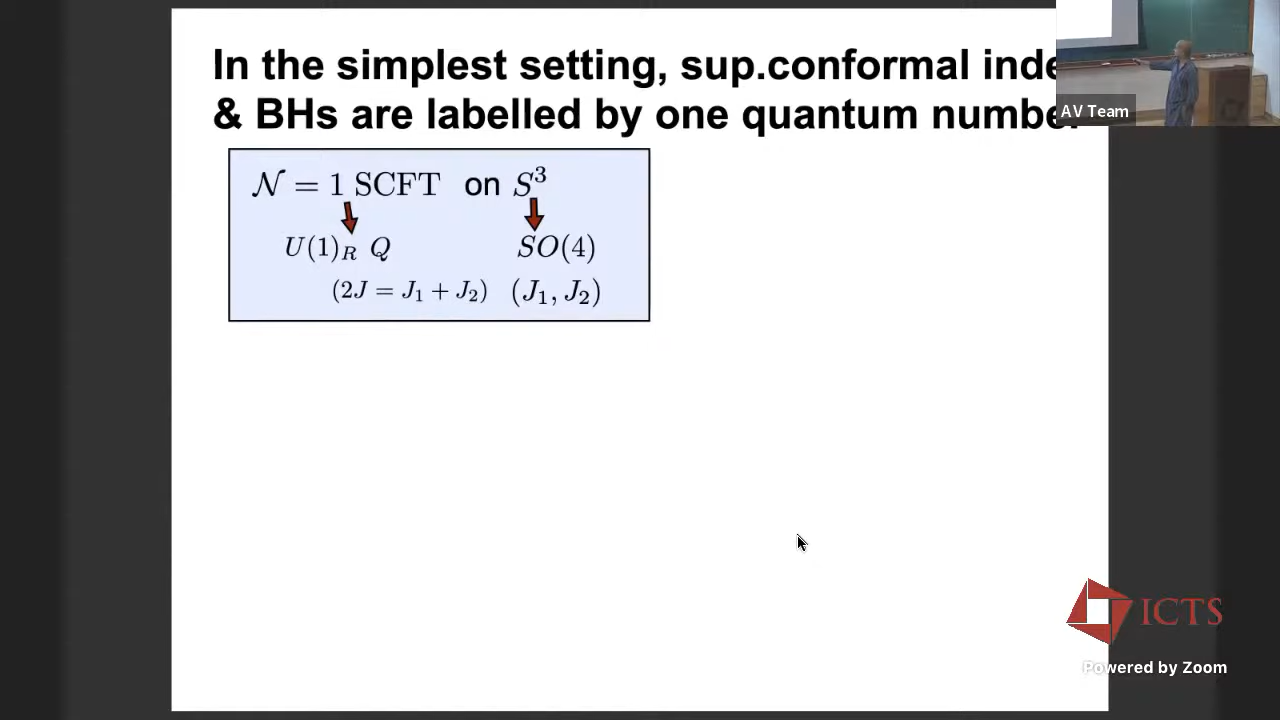 In the simplest setting, sup.conformal inde
& BHs are labelled by one quantum number
𝒩 = 1 SCFT on S³
U(1)_R Q SO(4)
(2J = J₁ + J₂) (J₁, J₂)
AV Team
ICTS
Powered by Zoom